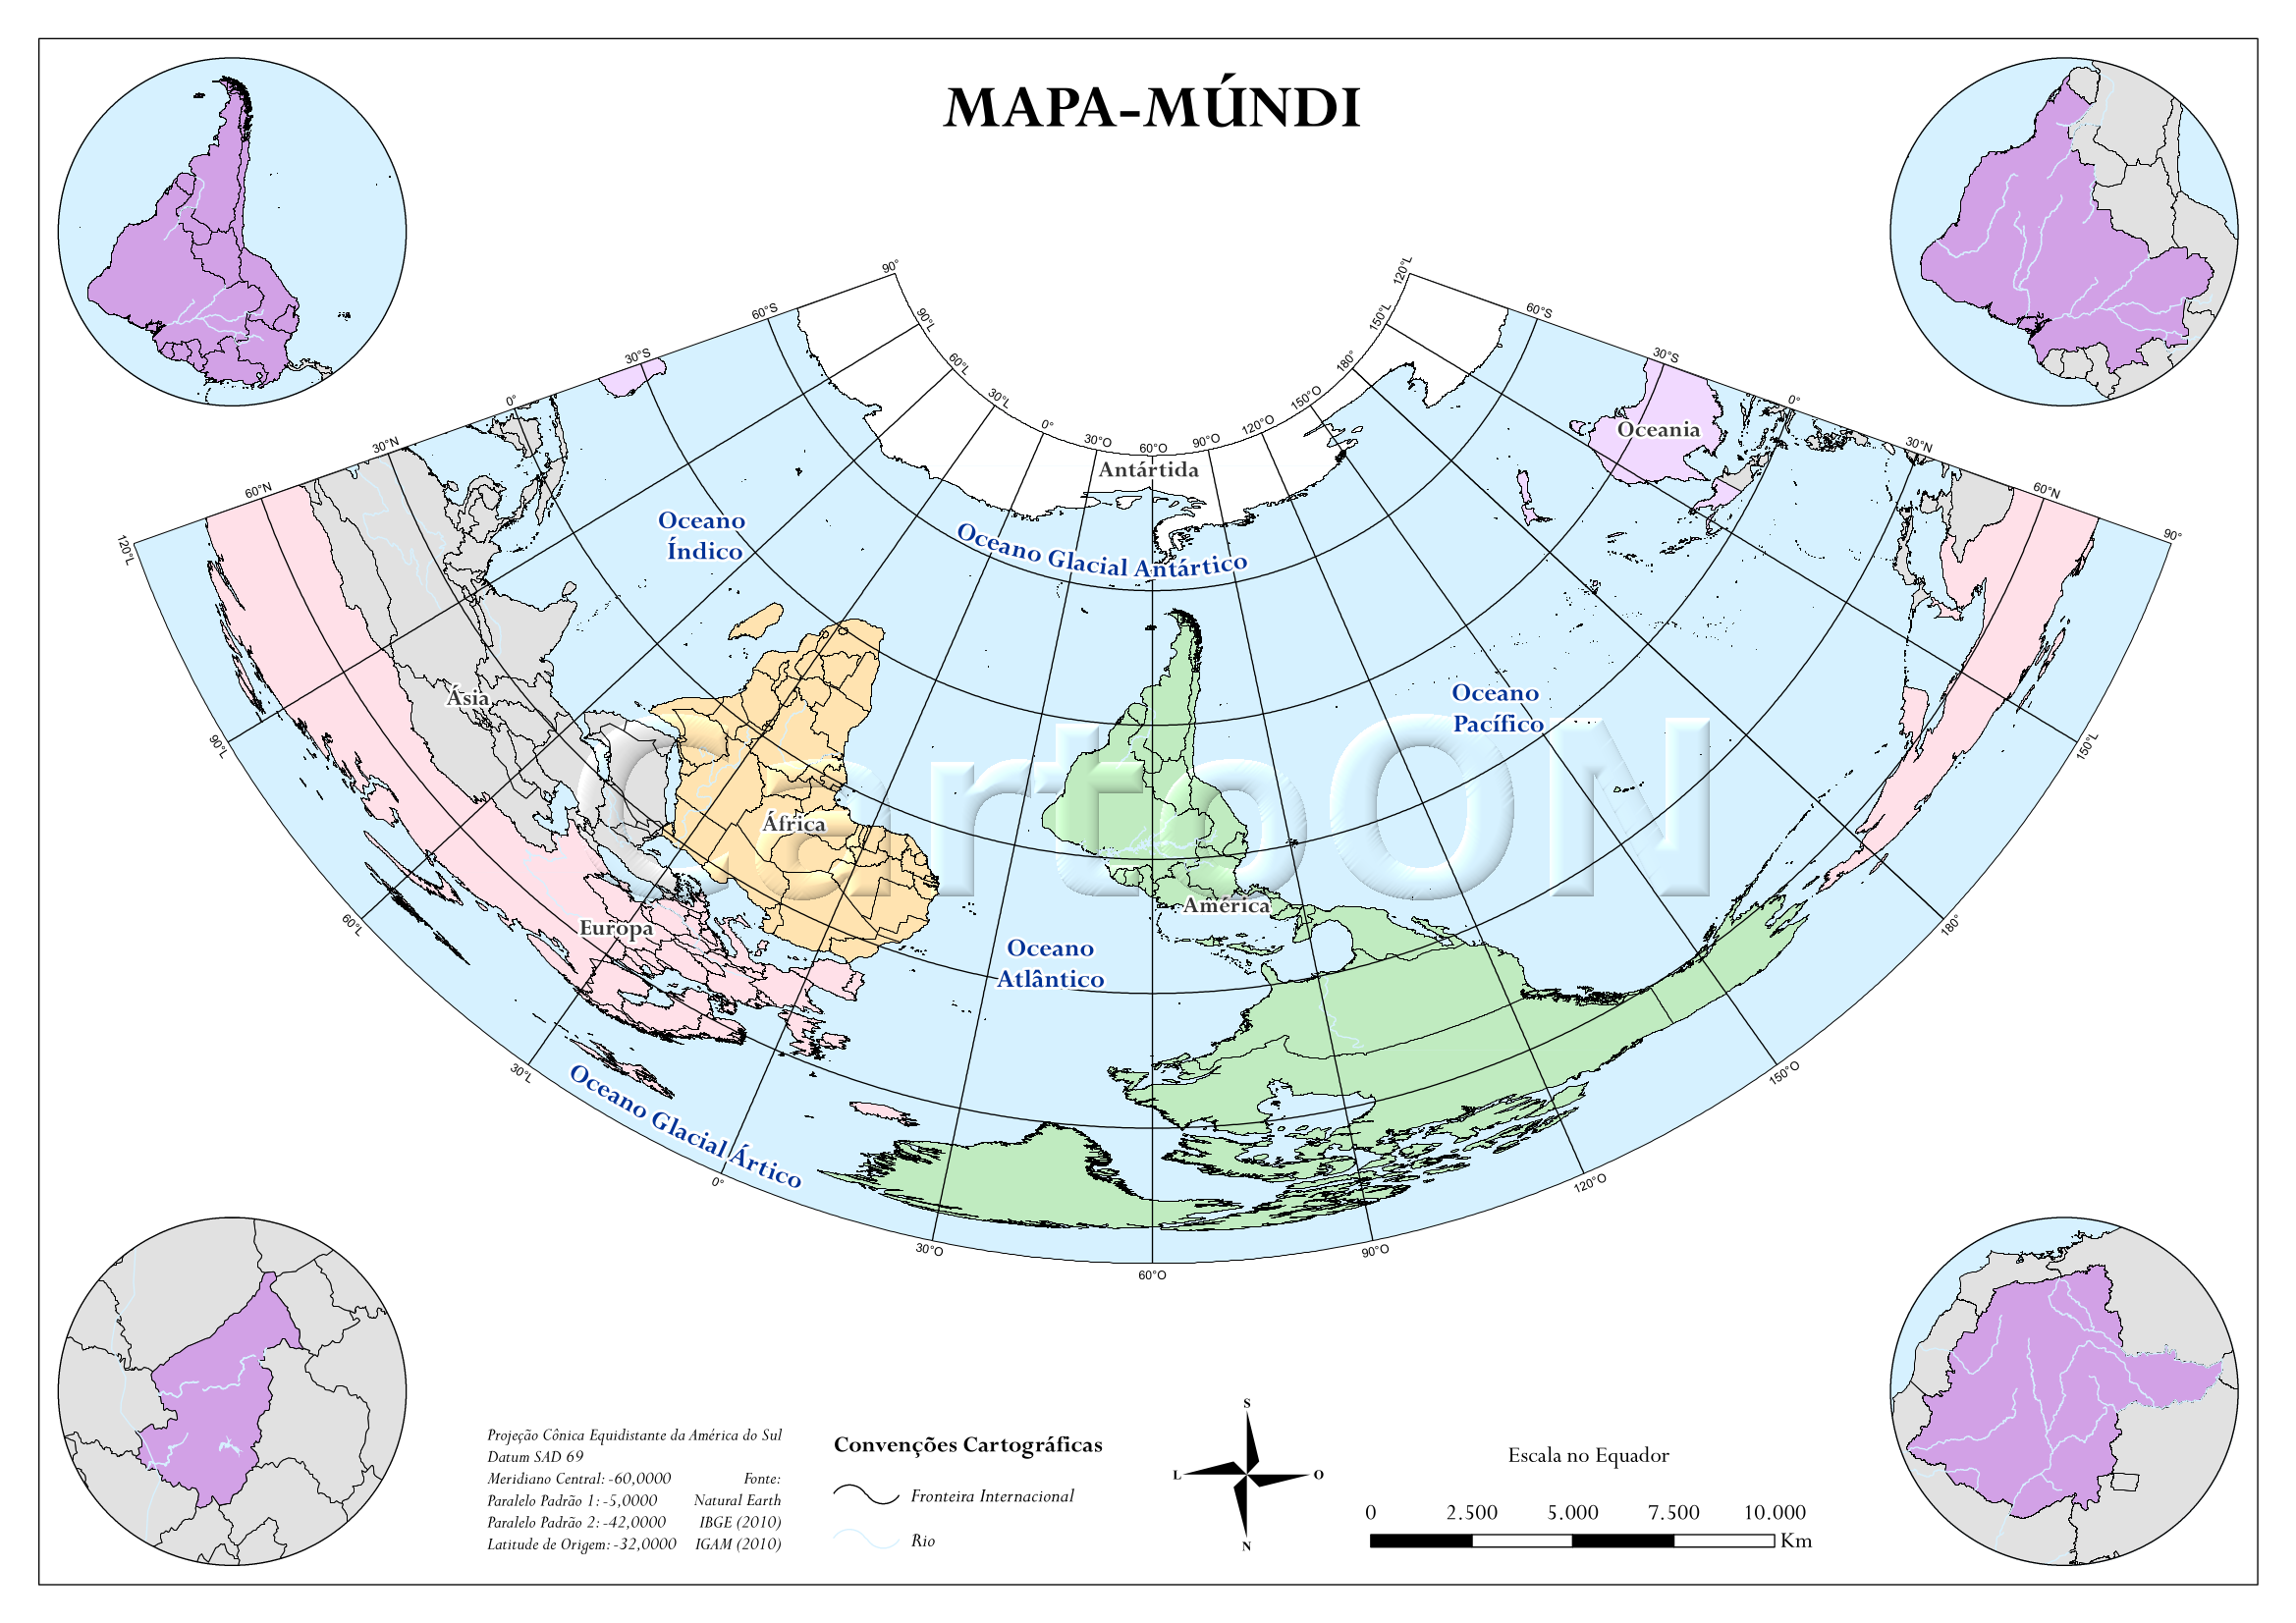 MAPA-MÚNDI
90°
60°S
30°S
0°
30°N
60°N
120°L
90°L
60°L
30°L
0°
30°O
60°O
90°O
120°O
150°O
180°
150°L
120°L
60°S
30°S
0°
30°N
60°N
90°
Antártida
Oceania
Oceano
Índico
Oceano Glacial Antártico
Ásia
Oceano
Pacífico
CartoON
África
América
Europa
Oceano
Atlântico
Oceano Glacial Ártico
120°L
90°L
60°L
30°L
0°
30°O
60°O
90°O
120°O
150°O
180°
150°L
Projeção Cônica Equidistante da América do Sul
Datum SAD 69
Meridiano Central: -60,0000 Fonte:
Paralelo Padrão 1: -5,0000 Natural Earth
Paralelo Padrão 2: -42,0000 IBGE (2010)
Latitude de Origem: -32,0000 IGAM (2010)
Convenções Cartográficas
Fronteira Internacional
Rio
S
L O
N
Escala no Equador
0 2.500 5.000 7.500 10.000
Km